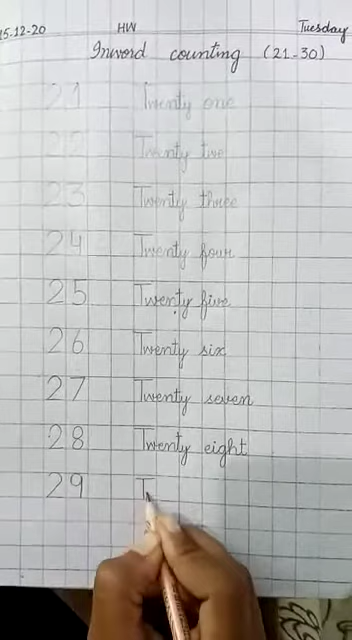 15-12-20 HW Tuesday
Inword counting (21-30)
21 Twenty one
22 Twenty two
23 Twenty three
24 Twenty four
25 Twenty five
26 Twenty six
27 Twenty seven
28 Twenty eight
29 T